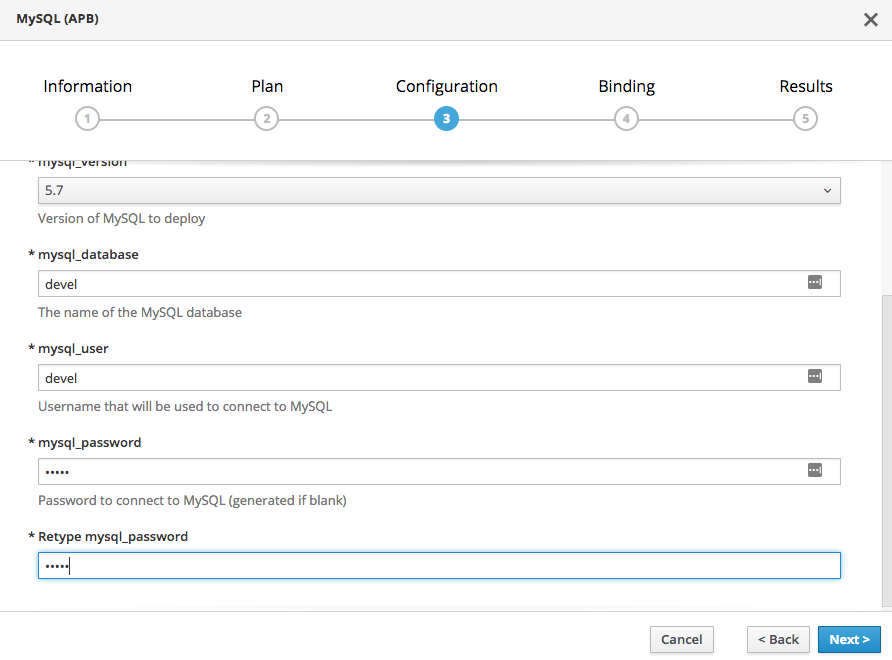 MySQL (APB)
Information Plan Configuration Binding Results
1 2 3 4 5
* mysql_version
5.7
Version of MySQL to deploy
* mysql_database
devel
The name of the MySQL database
* mysql_user
devel
Username that will be used to connect to MySQL
* mysql_password
•••••
Password to connect to MySQL (generated if blank)
* Retype mysql_password
•••••
Cancel < Back Next >